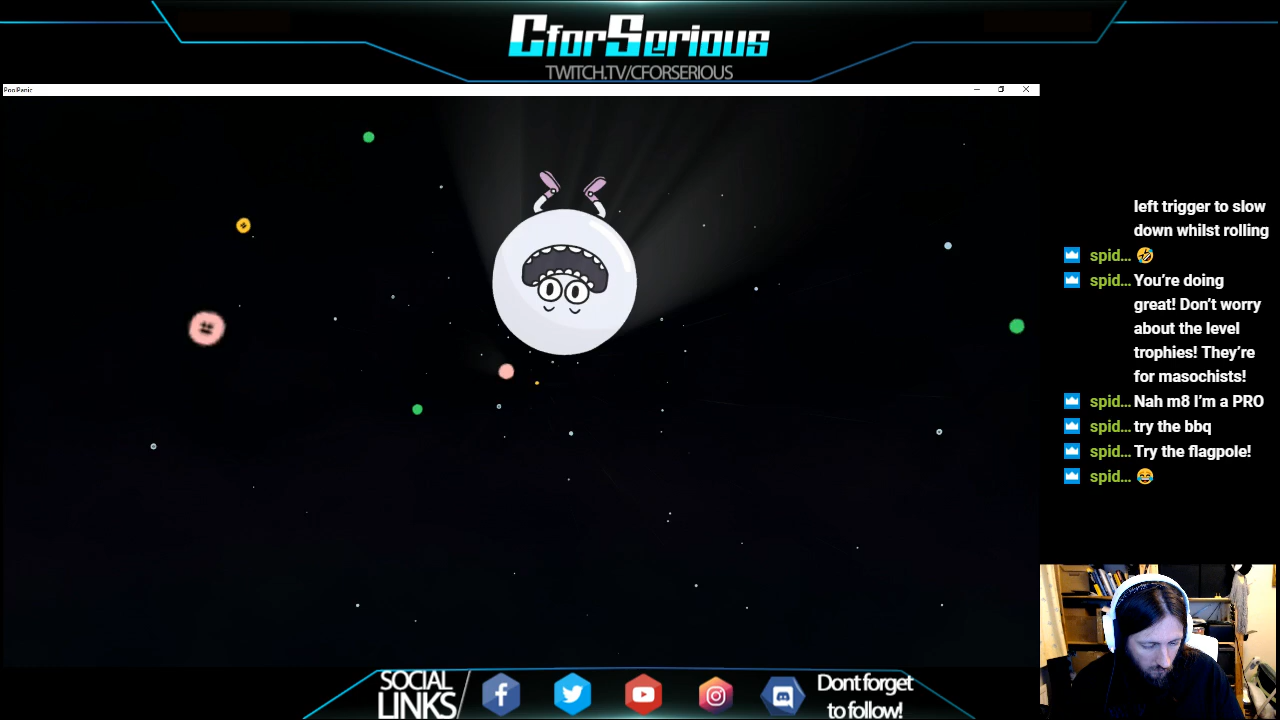 CforSerious
TWITCH.TV/CFORSERIOUS
PoolPanic
left trigger to slow
down whilst rolling
spid... 🤣
spid... You're doing
great! Don't worry
about the level
trophies! They're
for masochists!
spid... Nah m8 I'm a PRO
spid... try the bbq
spid... Try the flagpole!
spid... 😂
SOCIAL
LINKS
Dont forget
to follow!